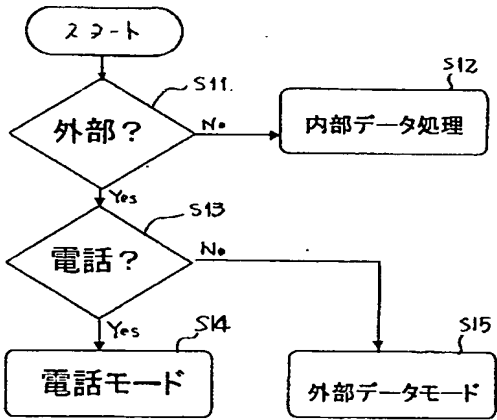 スタート
S11
外部?
No
S12
内部データ処理
Yes
S13
電話?
No
Yes
S14
電話モード
S15
外部データモード